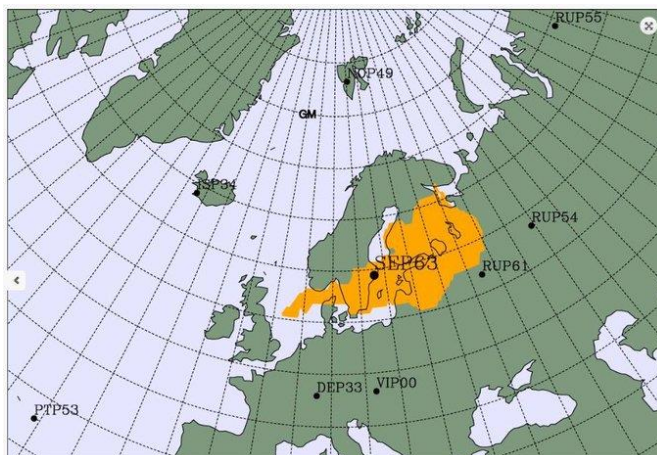 RUP55
NOP49
GM
ISP34
RUP54
SEP63
RUP61
DEP33
VIP00
PTP53